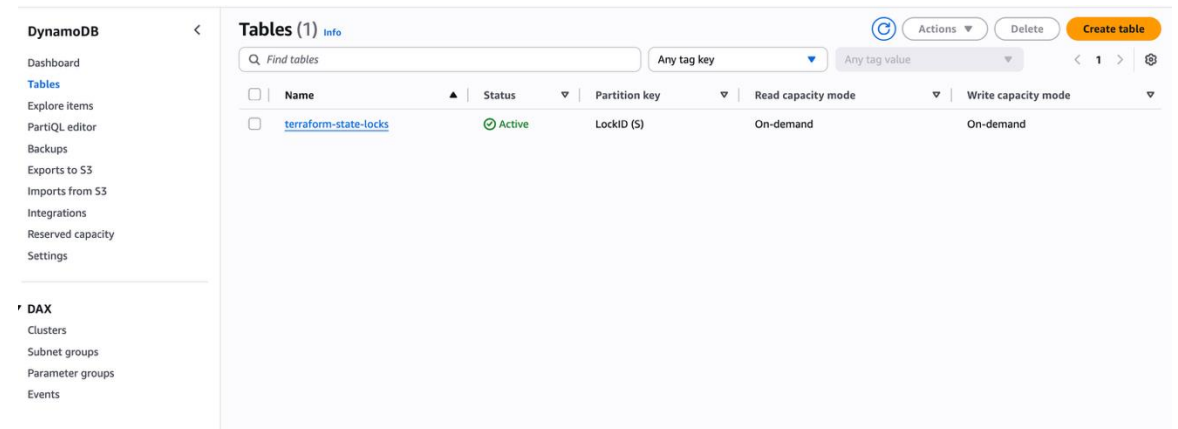 DynamoDB
Dashboard
Tables
Explore items
PartiQL editor
Backups
Exports to S3
Imports from S3
Integrations
Reserved capacity
Settings
DAX
Clusters
Subnet groups
Parameter groups
Events
Tables (1) Info
Actions Delete Create table
Find tables Any tag key Any tag value 1
Name Status Partition key Read capacity mode Write capacity mode
terraform-state-locks Active LockID (S) On-demand On-demand